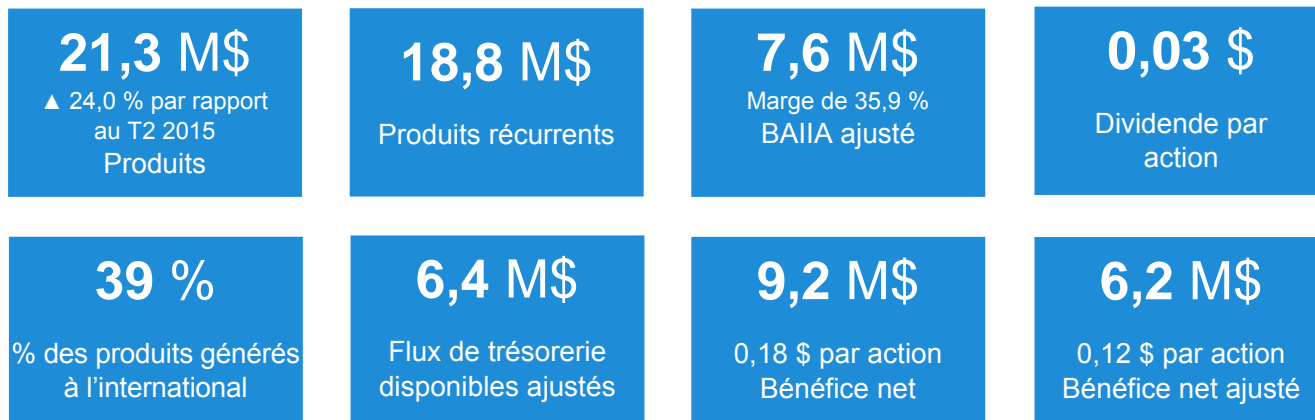 21,3 M$
▲ 24,0 % par rapport
au T2 2015
Produits
18,8 M$
Produits récurrents
7,6 M$
Marge de 35,9 %
BAIIA ajusté
0,03 $
Dividende par
action
39 %
% des produits générés
à l’international
6,4 M$
Flux de trésorerie
disponibles ajustés
9,2 M$
0,18 $ par action
Bénéfice net
6,2 M$
0,12 $ par action
Bénéfice net ajusté